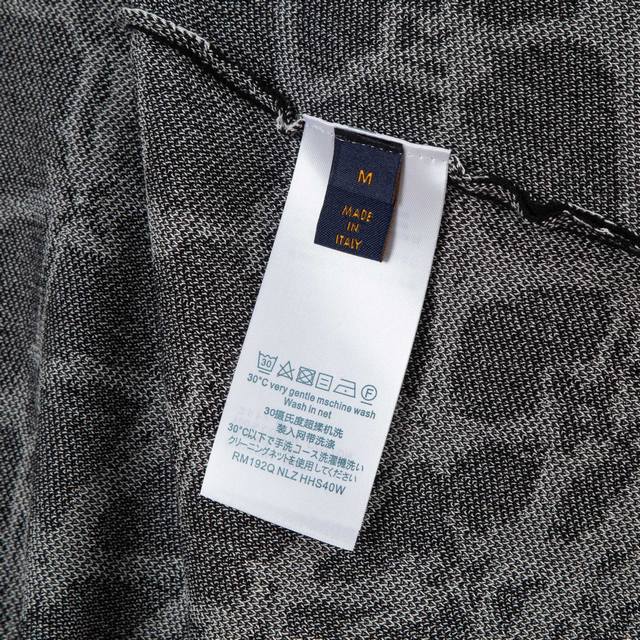 M
MADE
IN
ITALY
30
30°C very gentle mschine wash
Wash in net
30摄氏度超揉机洗
装入网带洗涤
30℃以下で手洗コース洗濯機洗い
クリーニングネットを使用してください
RM192Q NLZ HHS40W